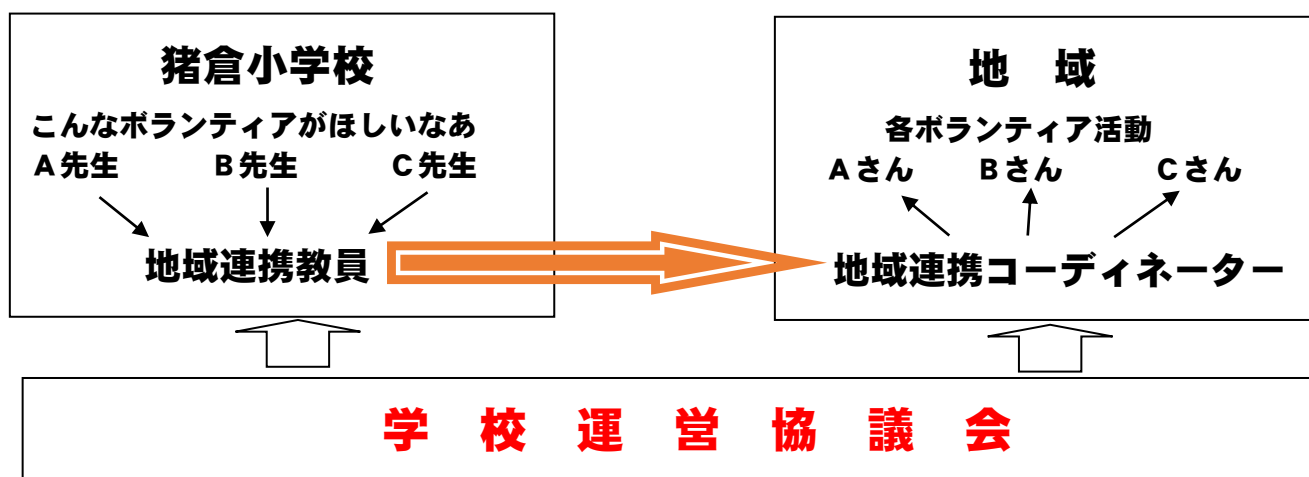 猪倉小学校
こんなボランティアがほしいなあ
A先生 B先生 C先生
地域連携教員
地 域
各ボランティア活動
Aさん Bさん Cさん
地域連携コーディネーター
学 校 運 営 協 議 会